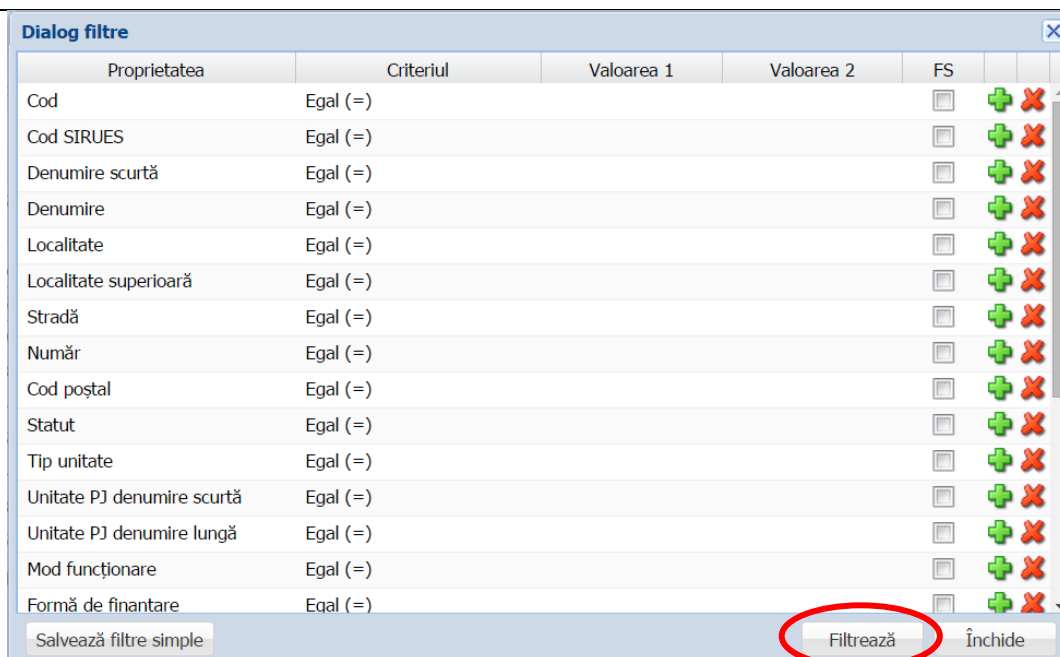 Dialog filtre
Proprietatea Criteriul Valoarea 1 Valoarea 2 FS
Cod Egal (=)
Cod SIRUES Egal (=)
Denumire scurtă Egal (=)
Denumire Egal (=)
Localitate Egal (=)
Localitate superioară Egal (=)
Stradă Egal (=)
Număr Egal (=)
Cod poștal Egal (=)
Statut Egal (=)
Tip unitate Egal (=)
Unitate PJ denumire scurtă Egal (=)
Unitate PJ denumire lungă Egal (=)
Mod funcționare Egal (=)
Formă de finantare Egal (=)
Salvează filtre simple Filtrează Închide